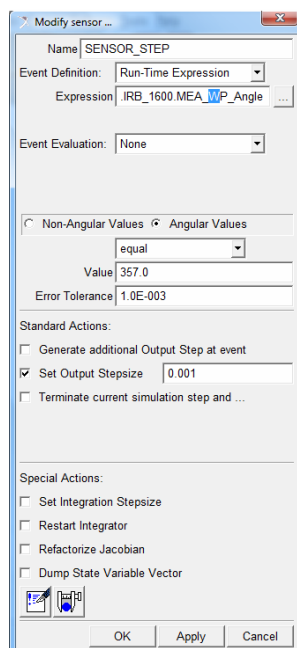 Modify sensor ...
Name SENSOR_STEP
Event Definition: Run-Time Expression
Expression .IRB_1600.MEA_WP_Angle ...
Event Evaluation: None
Non-Angular Values Angular Values
equal
Value 357.0
Error Tolerance 1.0E-003
Standard Actions:
Generate additional Output Step at event
Set Output Stepsize 0.001
Terminate current simulation step and ...
Special Actions:
Set Integration Stepsize
Restart Integrator
Refactorize Jacobian
Dump State Variable Vector
OK Apply Cancel